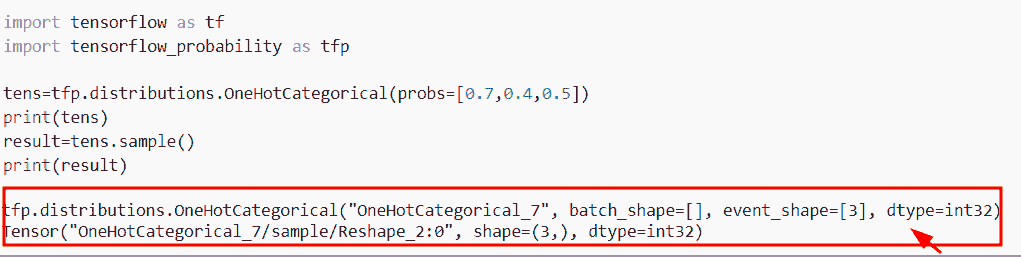 import tensorflow as tf
import tensorflow_probability as tfp
tens=tfp.distributions.OneHotCategorical(probs=[0.7,0.4,0.5])
print(tens)
result=tens.sample()
print(result)
tfp.distributions.OneHotCategorical("OneHotCategorical_7", batch_shape=[], event_shape=[3], dtype=int32)
Tensor("OneHotCategorical_7/sample/Reshape_2:0", shape=(3,), dtype=int32)